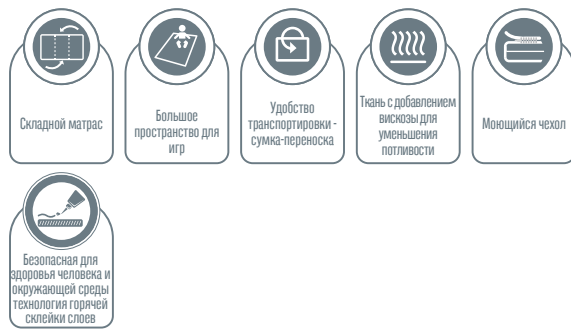 Складной матрас
Большое
пространство для
игр
Удобство
транспортировки -
сумка-переноска
Ткань с добавлением
вискозы для
уменьшения
потливости
Моющийся чехол
Безопасная для
здоровья человека и
окружающей среды
технология горячей
склейки слоев